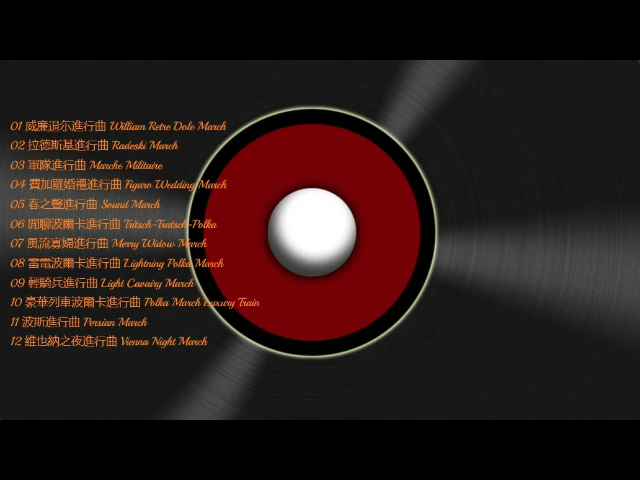 01 威廉退尓進行曲 William Retre Dole March
02 拉德斯基進行曲 Radeski March
03 軍隊進行曲 Marche Militaire
04 費加羅婚禮進行曲 Figaro Wedding March
05 春之聲進行曲 Sound March
06 閒聊波爾卡進行曲 Tritsch-Tratsch-Polka
07 風流寡婦進行曲 Merry Widow March
08 雷電波爾卡進行曲 Lightning Polka March
09 輕騎兵進行曲 Light Cavairy March
10 豪華列車波爾卡進行曲 Polka March Luxury Train
11 波斯進行曲 Persian March
12 維也納之夜進行曲 Vienna Night March